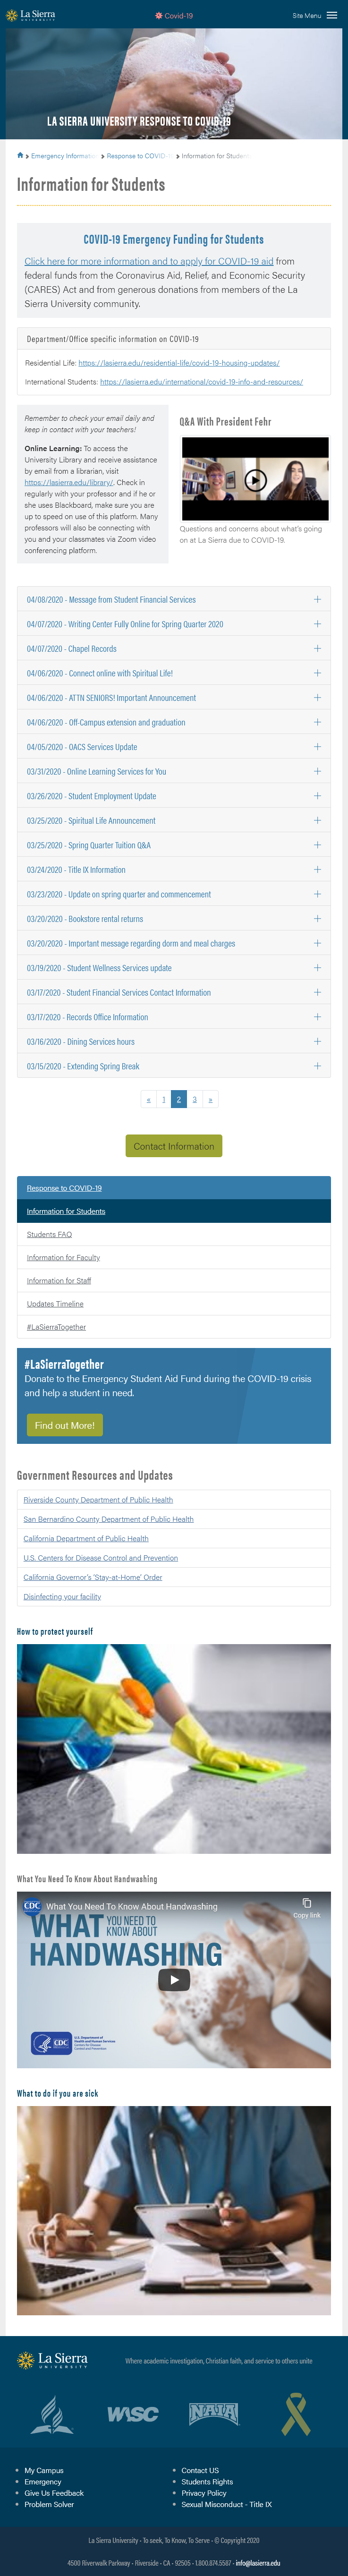 La Sierra
UNIVERSITY
Covid-19
Site Menu
LA SIERRA UNIVERSITY RESPONSE TO COVID-19
Emergency Informatio
Response to COVID-
Information for Studen
Information for Students
COVID-19 Emergency Funding for Students
Click here for more information and to apply for COVID-19 aid from
federal funds from the Coronavirus Aid, Relief, and Economic Security
(CARES) Act and from generous donations from members of the La
Sierra University community.
Department/Office specific information on COVID-19
Residential Life: https://lasierra.edu/residential-life/covid-19-housing-updates/
International Students: https://lasierra.edu/international/covid-19-info-and-resources/
Remember to check your email daily and
keep in contact with your teachers!
Online Learning: To access the
University Library and receive assistance
by email from a librarian, visit
https://lasierra.edu/library/. Check in
regularly with your professor and if he or
she uses Blackboard, make sure you are
up to speed on use of this platform. Many
professors will also be connecting with
you and your classmates via Zoom video
conferencing platform.
Q&A With President Fehr
Questions and concerns about what's going
on at La Sierra due to COVID-19.
04/08/2020 - Message from Student Financial Services
04/07/2020 - Writing Center Fully Online for Spring Quarter 2020
04/07/2020 - Chapel Records
04/06/2020 - Connect online with Spiritual Life!
04/06/2020 - ATTN SENIORS! Important Announcement
04/06/2020 - Off-Campus extension and graduation
04/05/2020 - OACS Services Update
03/31/2020 - Online Learning Services for You
03/26/2020 - Student Employment Update
03/25/2020 - Spiritual Life Announcement
03/25/2020 - Spring Quarter Tuition Q&A
03/24/2020 - Title IX Information
03/23/2020 - Update on spring quarter and commencement
03/20/2020 - Bookstore rental returns
03/20/2020 - Important message regarding dorm and meal charges
03/19/2020 - Student Wellness Services update
03/17/2020 - Student Financial Services Contact Information
03/17/2020 - Records Office Information
03/16/2020 - Dining Services hours
03/15/2020 - Extending Spring Break
« 1 2 3 »
Contact Information
Response to COVID-19
Information for Students
Students FAQ
Information for Faculty
Information for Staff
Updates Timeline
#LaSierraTogether
#LaSierraTogether
Donate to the Emergency Student Aid Fund during the COVID-19 crisis
and help a student in need.
Find out More!
Government Resources and Updates
Riverside County Department of Public Health
San Bernardino County Department of Public Health
California Department of Public Health
U.S. Centers for Disease Control and Prevention
California Governor's 'Stay-at-Home' Order
Disinfecting your facility
How to protect yourself
What You Need To Know About Handwashing
CDC
What You Need To Know About Handwashing
Copy link
WHAT YOU NEED TO
KNOW ABOUT
HANDWASHING
CDC
What to do if you are sick
La Sierra
UNIVERSITY
Where academic investigation, Christian faith, and service to others unite
WSC
NAIA
My Campus
Emergency
Give Us Feedback
Problem Solver
Contact US
Students Rights
Privacy Policy
Sexual Misconduct - Title IX
La Sierra University • To seek, To Know, To Serve • © Copyright 2020
4500 Riverwalk Parkway • Riverside • CA • 92505 • 1.800.874.5587 • info@lasierra.edu